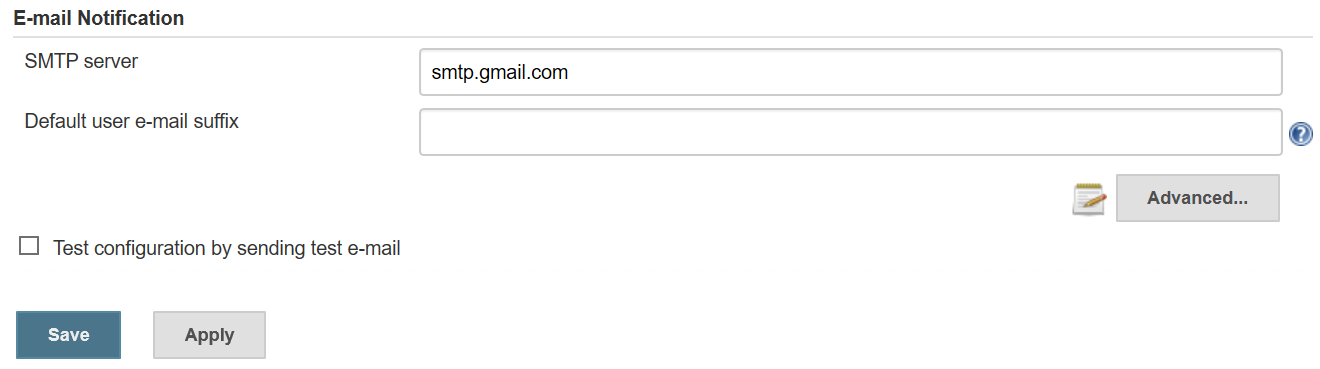 E-mail Notification
SMTP server
smtp.gmail.com
Default user e-mail suffix
?
Advanced...
Test configuration by sending test e-mail
Save
Apply